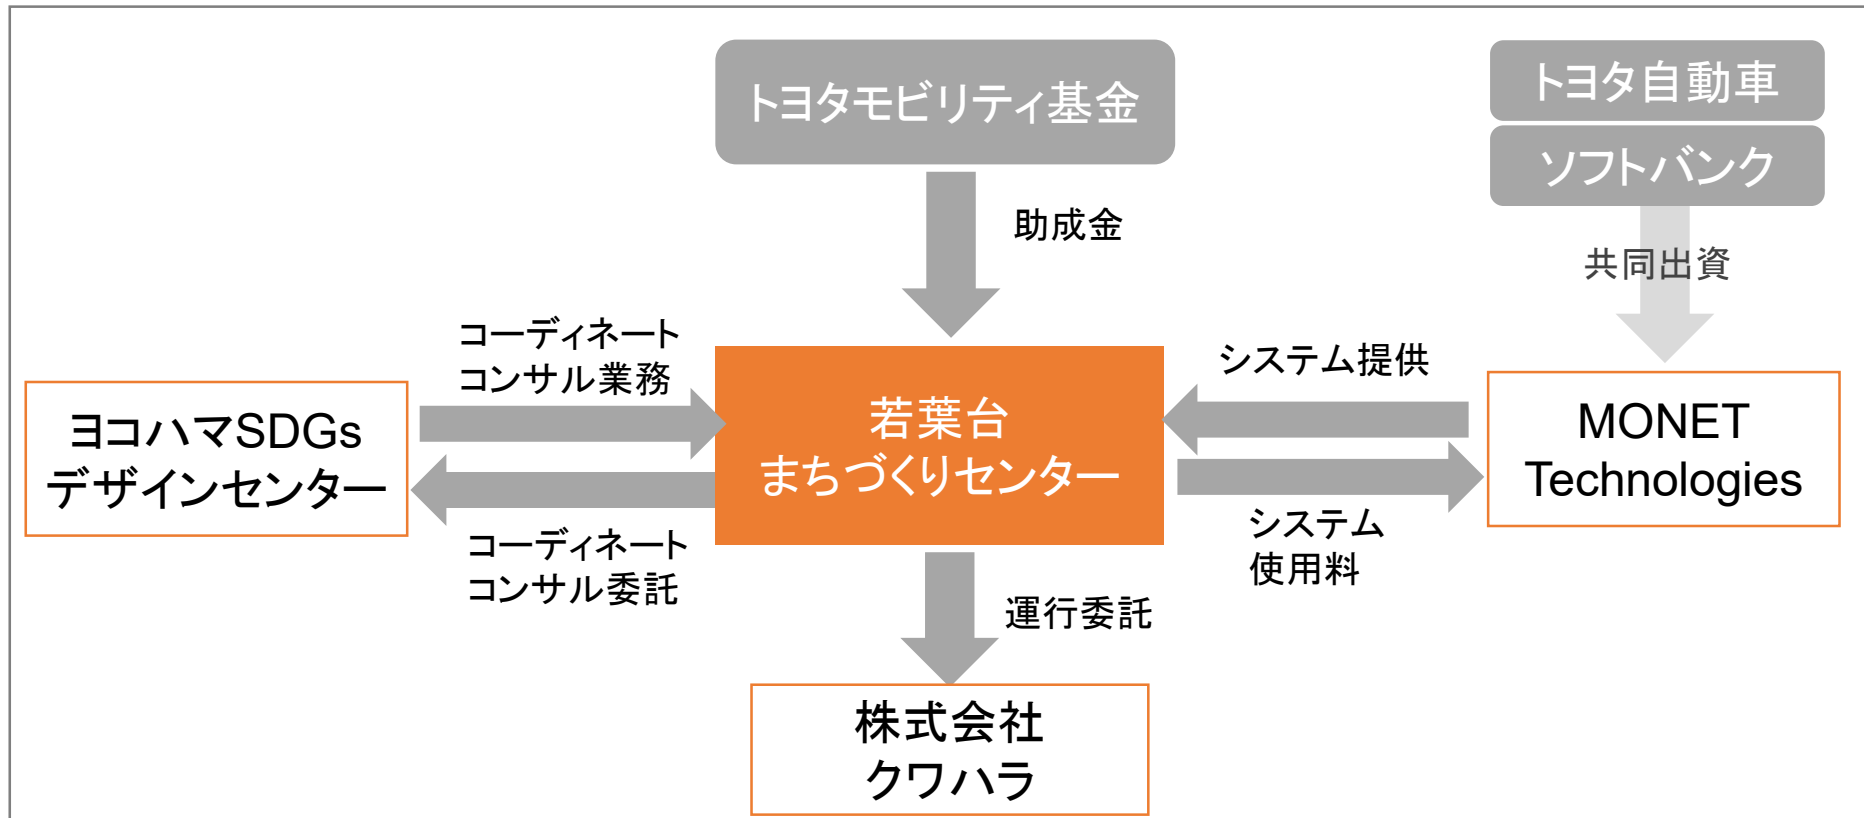 トヨタモビリティ基金
トヨタ自動車
ソフトバンク
助成金
共同出資
コーディネート
コンサル業務
システム提供
ヨコハマSDGs
デザインセンター
若葉台
まちづくりセンター
MONET
Technologies
コーディネート
コンサル委託
システム
使用料
運行委託
株式会社
クワハラ